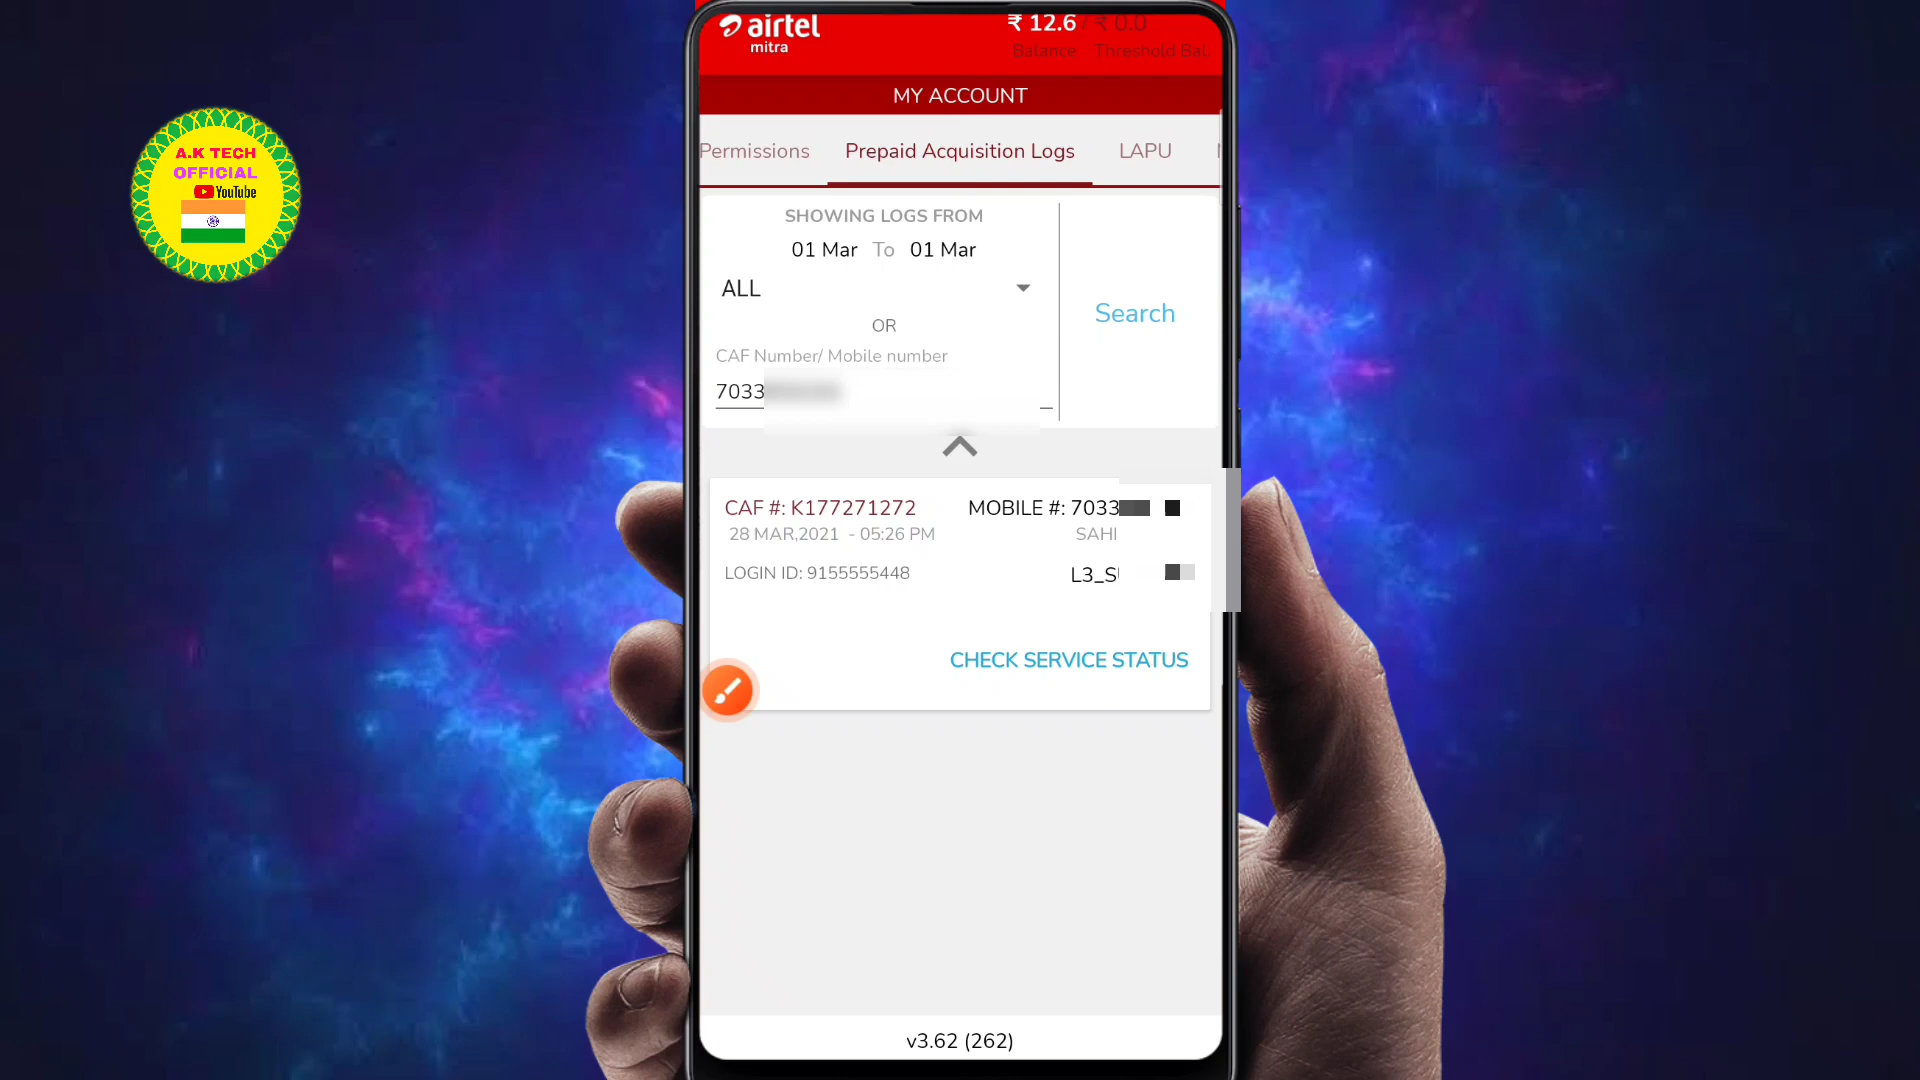 airtel
mitra
₹ 12.6 / ₹ 0.0
Balance Threshold Bal.
MY ACCOUNT
Permissions Prepaid Acquisition Logs LAPU
A.K TECH
OFFICIAL
YouTube
SHOWING LOGS FROM
01 Mar To 01 Mar
ALL
OR
Search
CAF Number/ Mobile number
7033
CAF #: K177271272 MOBILE #: 7033
28 MAR,2021 - 05:26 PM SAHI
LOGIN ID: 9155555448 L3_S
CHECK SERVICE STATUS
v3.62 (262)